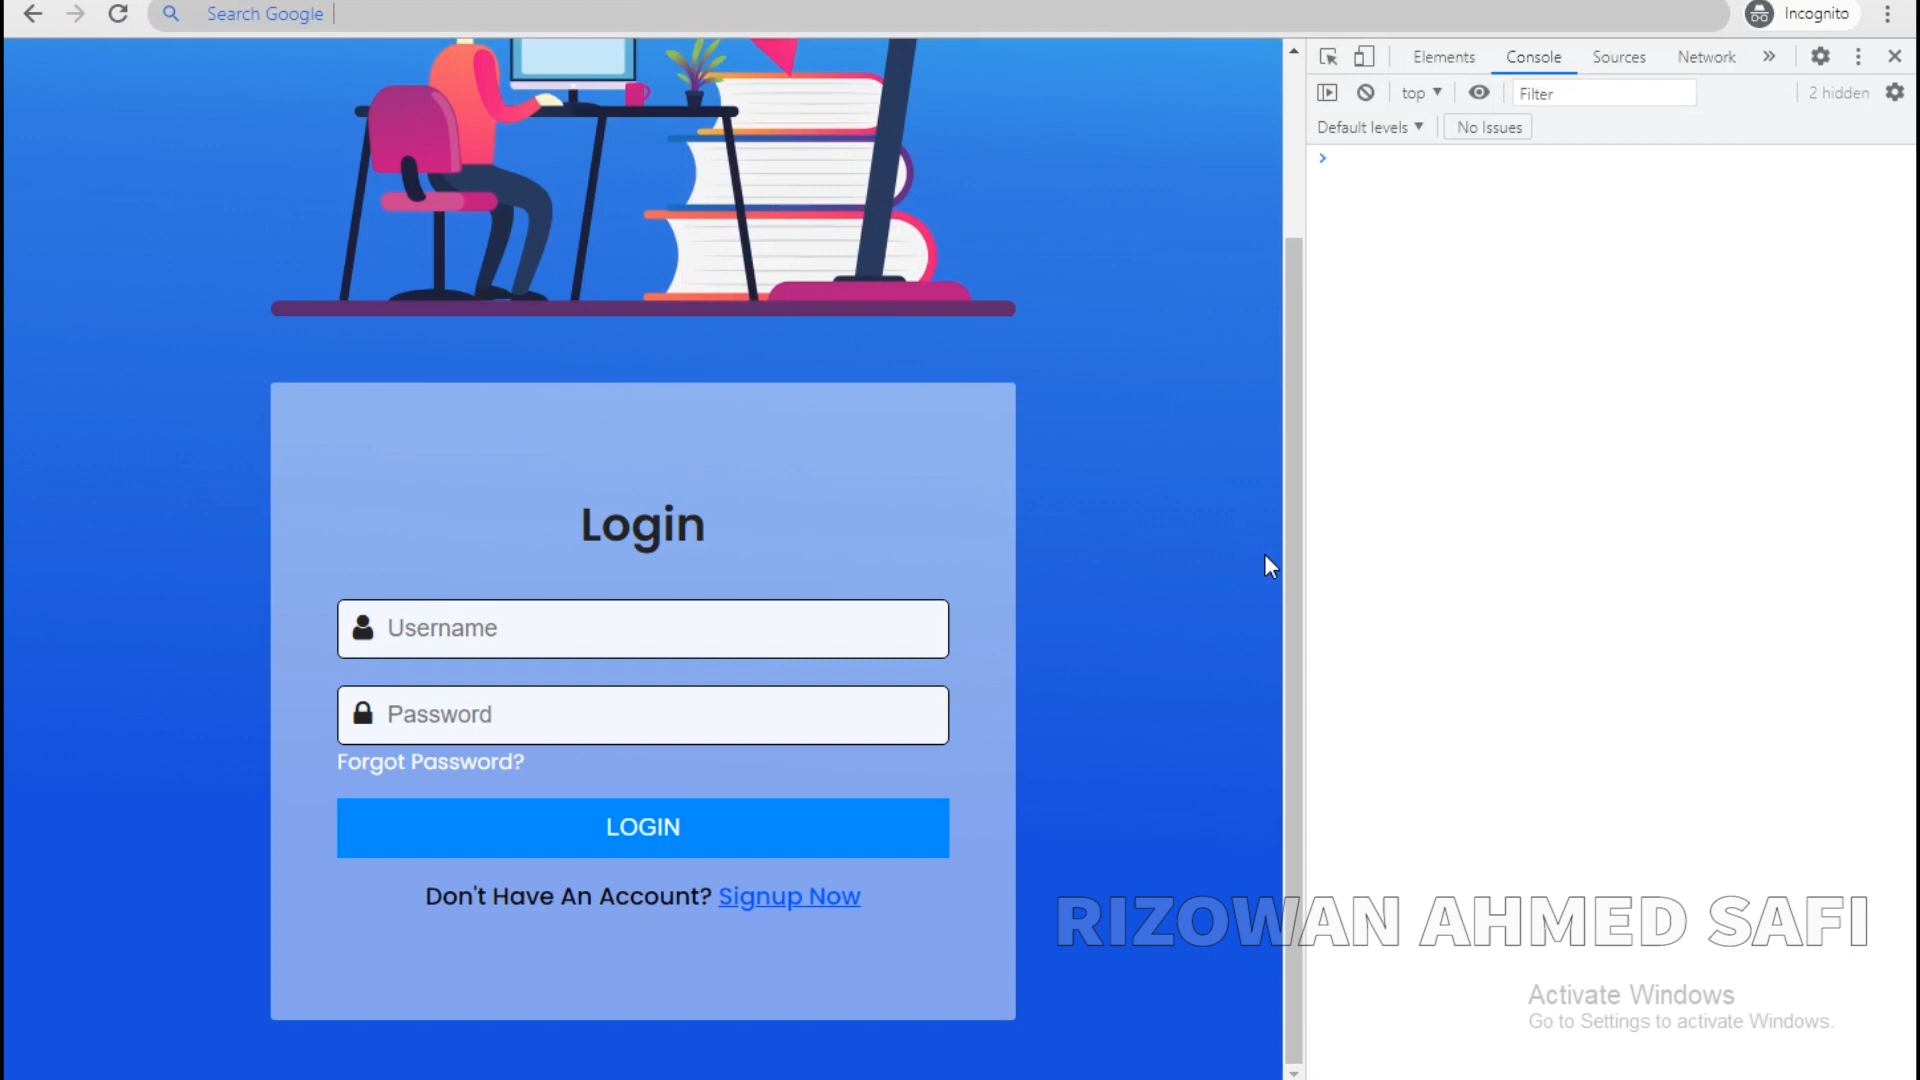 Search Google
Incognito
Elements Console Sources Network
top Filter 2 hidden
Default levels No Issues
Login
Username
Password
Forgot Password?
LOGIN
Don't Have An Account? Signup Now
RIZOWAN AHMED SAFI
Activate Windows
Go to Settings to activate Windows.